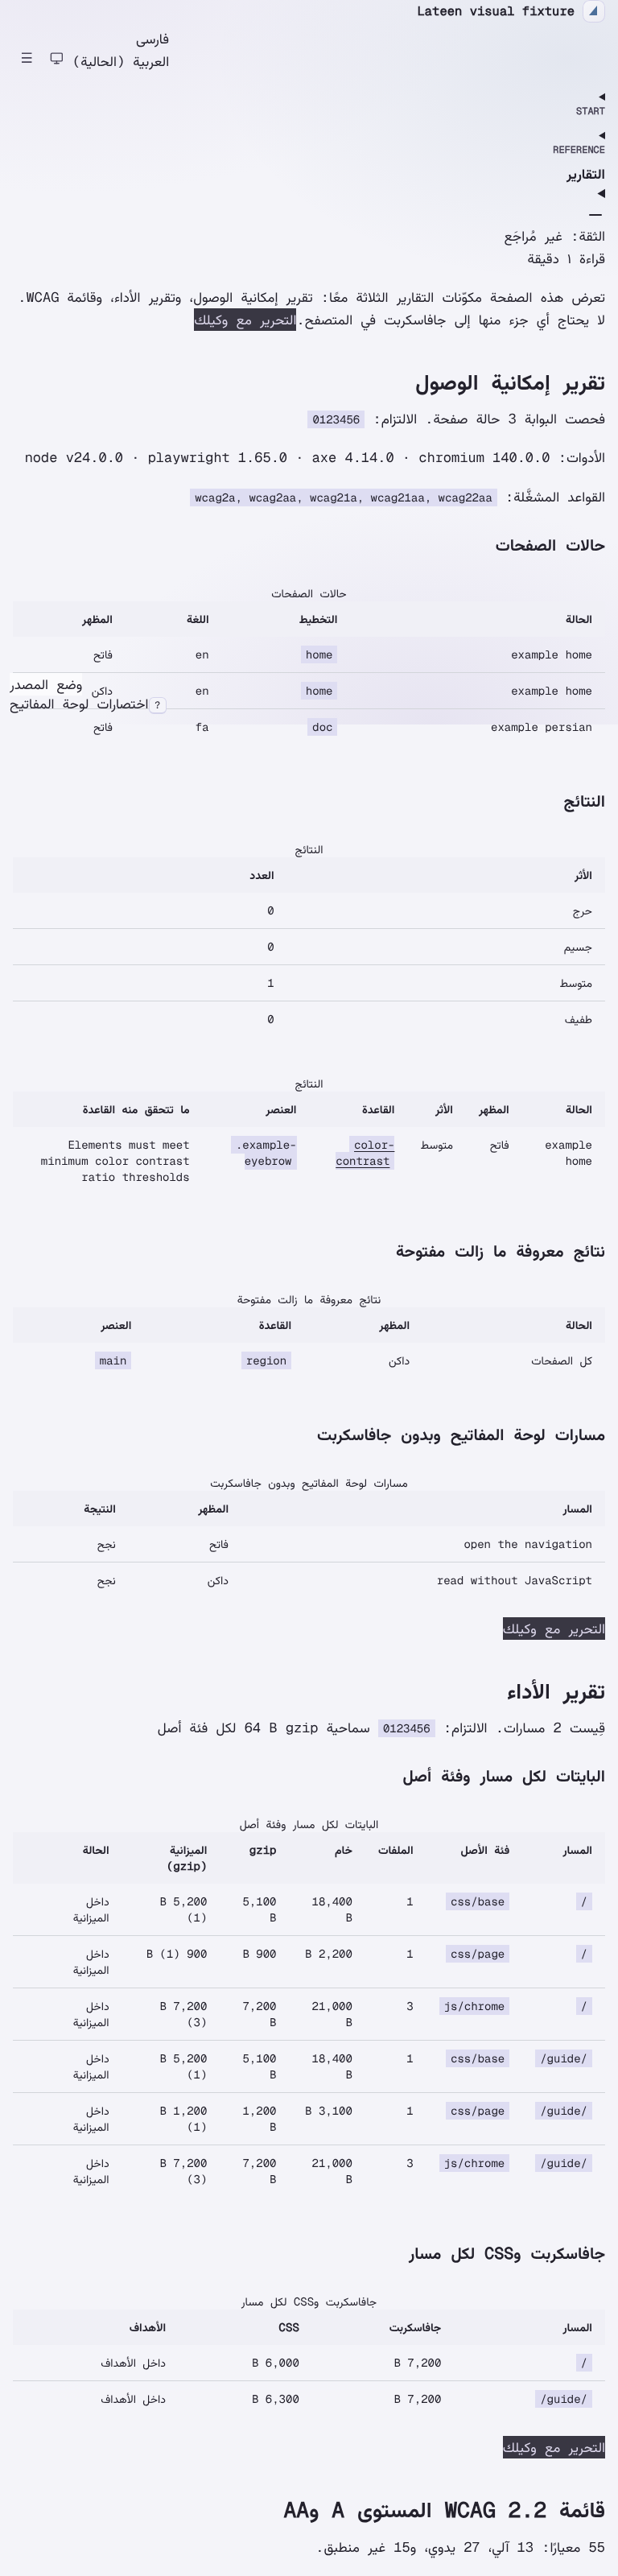 Lateen visual fixture
فارسی
العربية (الحالية)
START
REFERENCE
التقارير
الثقة: غير مُراجَع
قراءة ١ دقيقة
تعرض هذه الصفحة مكوّنات التقارير الثلاثة معًا: تقرير إمكانية الوصول، وتقرير الأداء، وقائمة WCAG.
لا يحتاج أي جزء منها إلى جافاسكربت في المتصفح. التحرير مع وكيلك
تقرير إمكانية الوصول
فحصت البوابة 3 حالة صفحة. الالتزام: 0123456
الأدوات: node v24.0.0 · playwright 1.65.0 · axe 4.14.0 · chromium 140.0.0
القواعد المشغَّلة: wcag2a, wcag2aa, wcag21a, wcag21aa, wcag22aa
حالات الصفحات
حالات الصفحات
الحالة التخطيط اللغة المظهر
example home home en فاتح
example home home en داكن
وضع المصدر
? اختصارات لوحة المفاتيح
example persian doc fa فاتح
النتائج
النتائج
الأثر العدد
حرج 0
جسيم 0
متوسط 1
طفيف 0
النتائج
الحالة المظهر الأثر القاعدة العنصر ما تتحقق منه القاعدة
example فاتح متوسط color- .example- Elements must meet
home contrast eyebrow minimum color contrast
ratio thresholds
نتائج معروفة ما زالت مفتوحة
نتائج معروفة ما زالت مفتوحة
الحالة المظهر القاعدة العنصر
كل الصفحات داكن region main
مسارات لوحة المفاتيح وبدون جافاسكربت
مسارات لوحة المفاتيح وبدون جافاسكربت
المسار المظهر النتيجة
open the navigation فاتح نجح
read without JavaScript داكن نجح
التحرير مع وكيلك
تقرير الأداء
قِيست 2 مسارات. الالتزام: 0123456 سماحية 64 B gzip لكل فئة أصل
البايتات لكل مسار وفئة أصل
البايتات لكل مسار وفئة أصل
المسار فئة الأصل الملفات خام gzip الميزانية الحالة
(gzip)
/ css/base 1 18,400 5,100 5,200 B داخل
B B (1) الميزانية
/ css/page 1 2,200 B 900 B 900 B (1) داخل
الميزانية
/ js/chrome 3 21,000 7,200 7,200 B داخل
B B (3) الميزانية
/guide/ css/base 1 18,400 5,100 5,200 B داخل
B B (1) الميزانية
/guide/ css/page 1 3,100 B 1,200 1,200 B داخل
B (1) الميزانية
/guide/ js/chrome 3 21,000 7,200 7,200 B داخل
B B (3) الميزانية
جافاسكربت وCSS لكل مسار
جافاسكربت وCSS لكل مسار
المسار جافاسكربت CSS الأهداف
/ 7,200 B 6,000 B داخل الأهداف
/guide/ 7,200 B 6,300 B داخل الأهداف
التحرير مع وكيلك
قائمة WCAG 2.2 المستوى A وAA
55 معيارًا: 13 آلي، 27 يدوي، و15 غير منطبق.